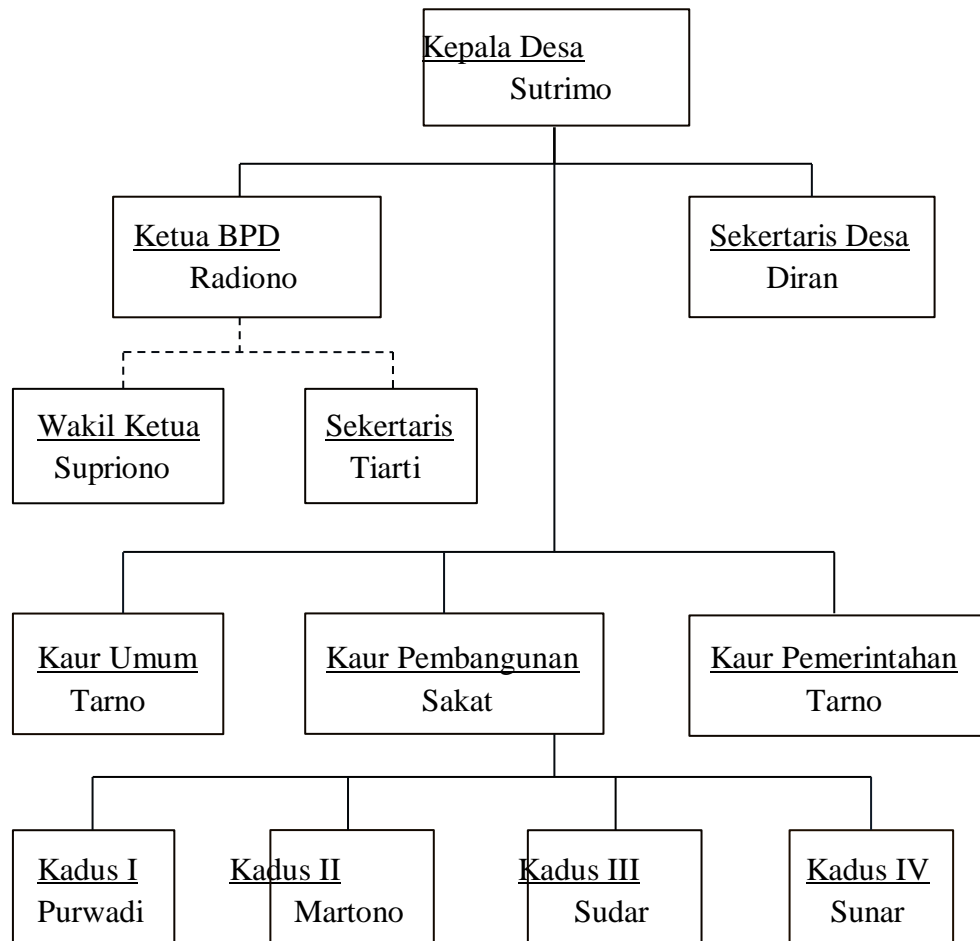 Kepala Desa
Sutrimo
Ketua BPD
Radiono
Sekertaris Desa
Diran
Wakil Ketua
Supriono
Sekertaris
Tiarti
Kaur Umum
Tarno
Kaur Pembangunan
Sakat
Kaur Pemerintahan
Tarno
Kadus I
Purwadi
Kadus II
Martono
Kadus III
Sudar
Kadus IV
Sunar